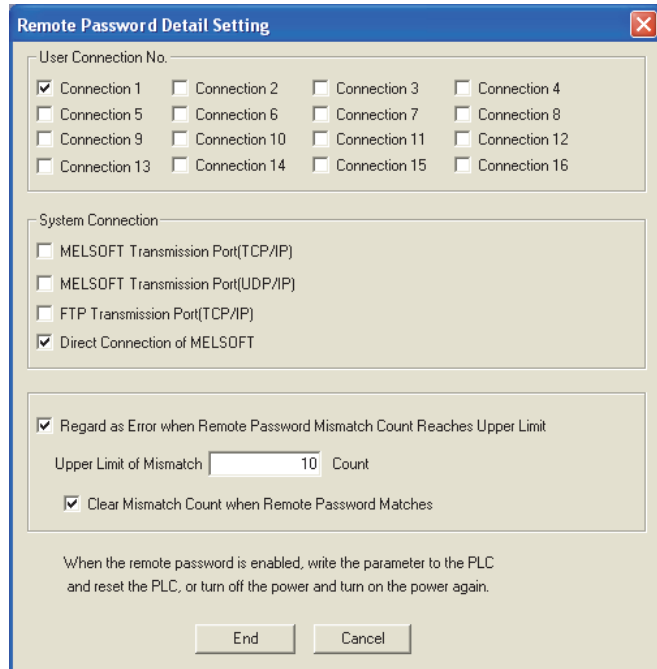 Remote Password Detail Setting
User Connection No.
Connection 1 Connection 2 Connection 3 Connection 4
Connection 5 Connection 6 Connection 7 Connection 8
Connection 9 Connection 10 Connection 11 Connection 12
Connection 13 Connection 14 Connection 15 Connection 16
System Connection
MELSOFT Transmission Port(TCP/IP)
MELSOFT Transmission Port(UDP/IP)
FTP Transmission Port(TCP/IP)
Direct Connection of MELSOFT
Regard as Error when Remote Password Mismatch Count Reaches Upper Limit
Upper Limit of Mismatch 10 Count
Clear Mismatch Count when Remote Password Matches
When the remote password is enabled, write the parameter to the PLC
and reset the PLC, or turn off the power and turn on the power again.
End Cancel